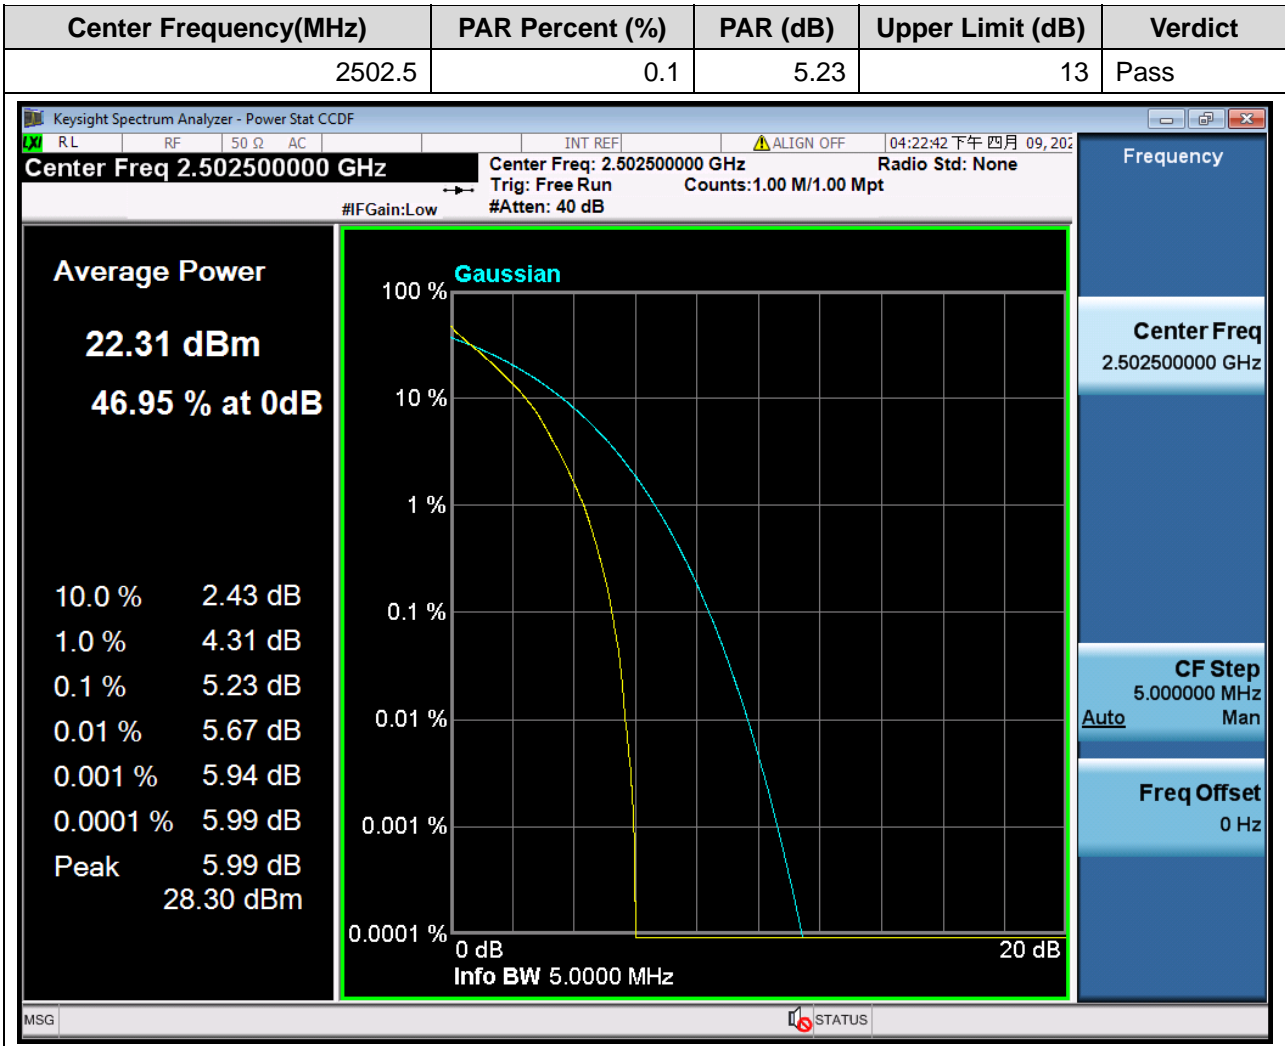 Center Frequency(MHz) PAR Percent (%) PAR (dB) Upper Limit (dB) Verdict
2502.5 0.1 5.23 13 Pass
Keysight Spectrum Analyzer - Power Stat CCDF
LXI RL RF 50 Ω AC INT REF ALIGN OFF 04:22:42 下午 四月 09, 202
Center Freq 2.502500000 GHz
#IFGain:Low
Center Freq: 2.502500000 GHz Radio Std: None
Trig: Free Run Counts:1.00 M/1.00 Mpt
#Atten: 40 dB
Average Power
22.31 dBm
46.95 % at 0dB
10.0 % 2.43 dB
1.0 % 4.31 dB
0.1 % 5.23 dB
0.01 % 5.67 dB
0.001 % 5.94 dB
0.0001 % 5.99 dB
Peak 5.99 dB
28.30 dBm
Gaussian
100 %
10 %
1 %
0.1 %
0.01 %
0.001 %
0.0001 %
0 dB 20 dB
Info BW 5.0000 MHz
Frequency
Center Freq
2.502500000 GHz
CF Step
5.000000 MHz
Auto Man
Freq Offset
0 Hz
MSG STATUS